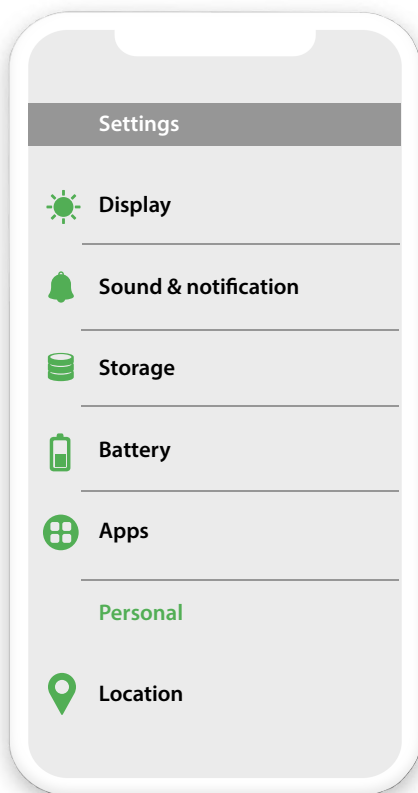 Settings
Display
Sound & notification
Storage
Battery
Apps
Personal
Location